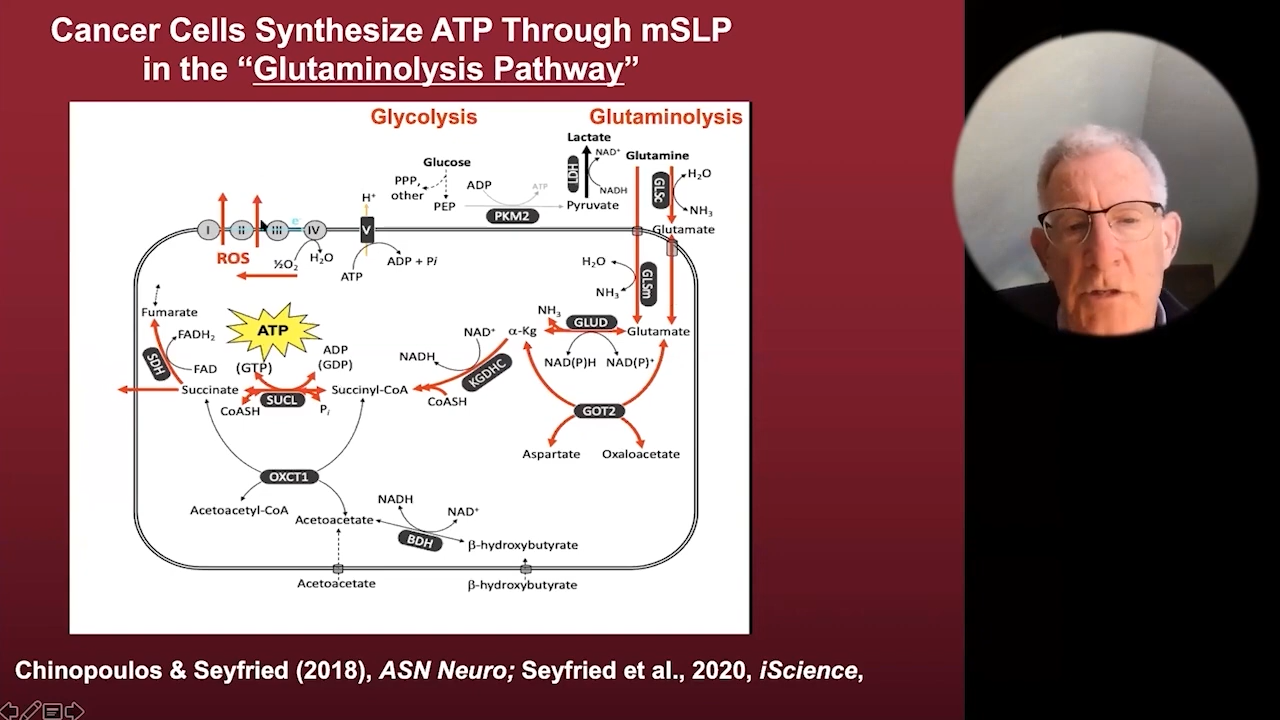 Cancer Cells Synthesize ATP Through mSLP
in the “Glutaminolysis Pathway”
Glycolysis
Glutaminolysis
Lactate
NAD⁺
LDH
NADH
Glucose
PPP,
other
ADP
ATP
PEP
PKM2
Pyruvate
Glutamine
GLSc
H₂O
NH₃
Glutamate
H⁺
I
II
III
e⁻
IV
V
ROS
½O₂
H₂O
ATP
ADP + Pi
H₂O
NH₃
GLSm
Fumarate
FADH₂
SDH
FAD
ATP
(GTP)
ADP
(GDP)
NADH
NAD⁺
α-Kg
NH₃
GLUD
Glutamate
NAD(P)H
NAD(P)⁺
KGDHC
Succinate
SUCL
Succinyl-CoA
CoASH
CoASH
Pi
GOT2
Aspartate
Oxaloacetate
OXCT1
Acetoacetyl-CoA
Acetoacetate
NADH
NAD⁺
BDH
β-hydroxybutyrate
Acetoacetate
β-hydroxybutyrate
Chinopoulos & Seyfried (2018), ASN Neuro; Seyfried et al., 2020, iScience,